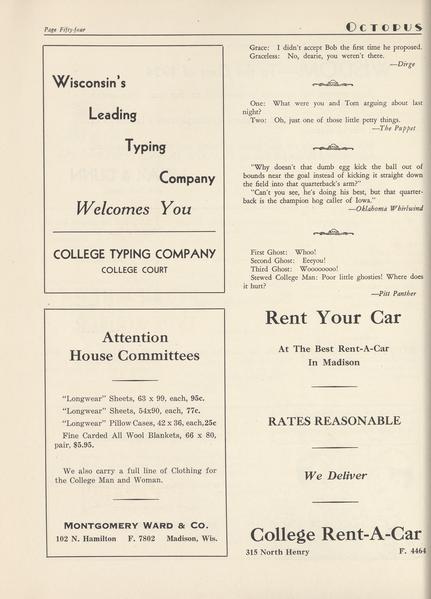 Page Fifty-four
OCTOPUS
Wisconsin's
Leading
Typing
Company
Welcomes You
COLLEGE TYPING COMPANY
COLLEGE COURT
Attention
House Committees
"Longwear" Sheets, 63 x 99, each, 95c.
"Longwear" Sheets, 54x90, each, 77c.
"Longwear" Pillow Cases, 42 x 36, each, 25c
Fine Carded All Wool Blankets, 66 x 80,
pair, $5.95.
We also carry a full line of Clothing for
the College Man and Woman.
MONTGOMERY WARD & CO.
102 N. Hamilton F. 7802 Madison, Wis.
Grace: I didn't accept Bob the first time he proposed.
Graceless: No, dearie, you weren't there.
—Dirge
One: What were you and Tom arguing about last
night?
Two: Oh, just one of those little petty things.
—The Puppet
"Why doesn't that dumb egg kick the ball out of
bounds near the goal instead of kicking it straight down
the field into that quarterback's arm?"
"Can't you see, he's doing his best, but that quarter-
back is the champion hog caller of Iowa."
—Oklahoma Whirlwind
First Ghost: Whoo!
Second Ghost: Eeeyou!
Third Ghost: Wooooooo!
Stewed College Man: Poor little ghosties! Where does
it hurt?
—Pitt Panther
Rent Your Car
At The Best Rent-A-Car
In Madison
RATES REASONABLE
We Deliver
College Rent-A-Car
315 North Henry F. 4464